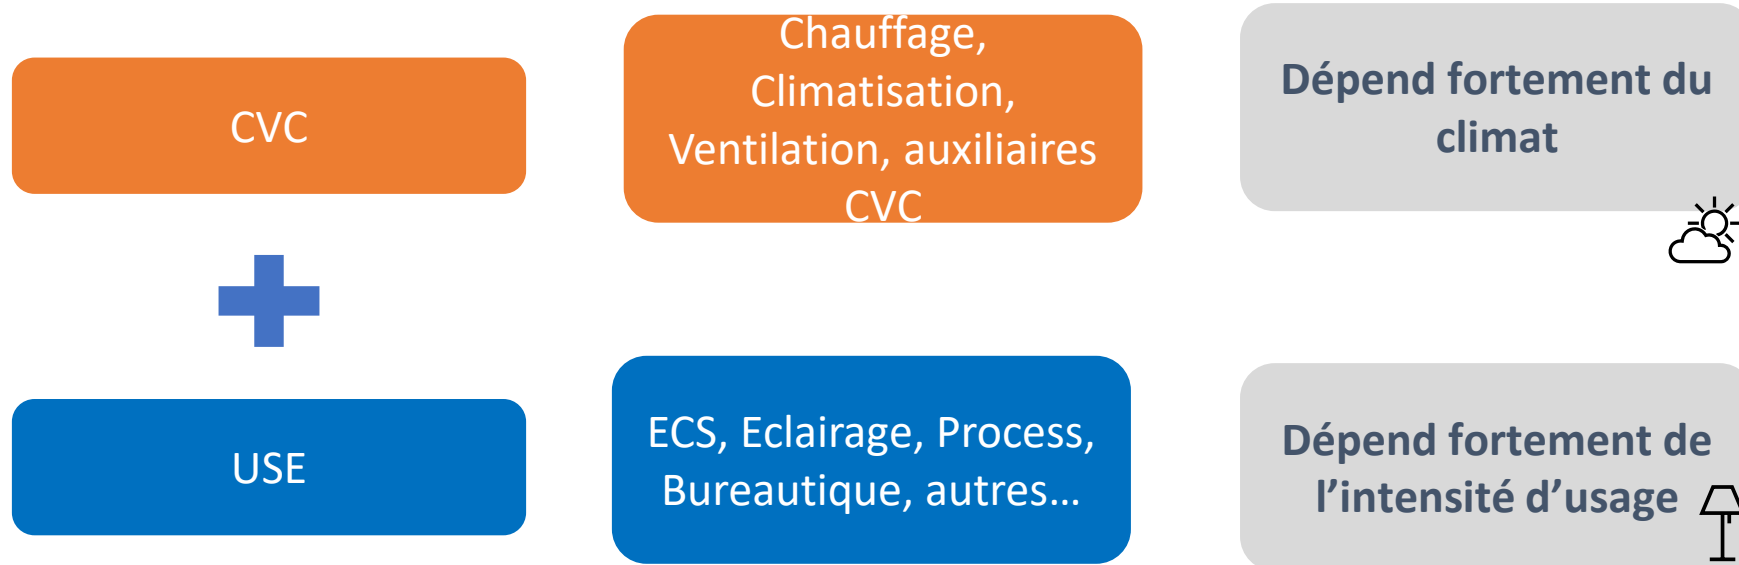 CVC
Chauffage,
Climatisation,
Ventilation, auxiliaires
CVC
Dépend fortement du
climat
USE
ECS, Eclairage, Process,
Bureautique, autres...
Dépend fortement de
l’intensité d’usage